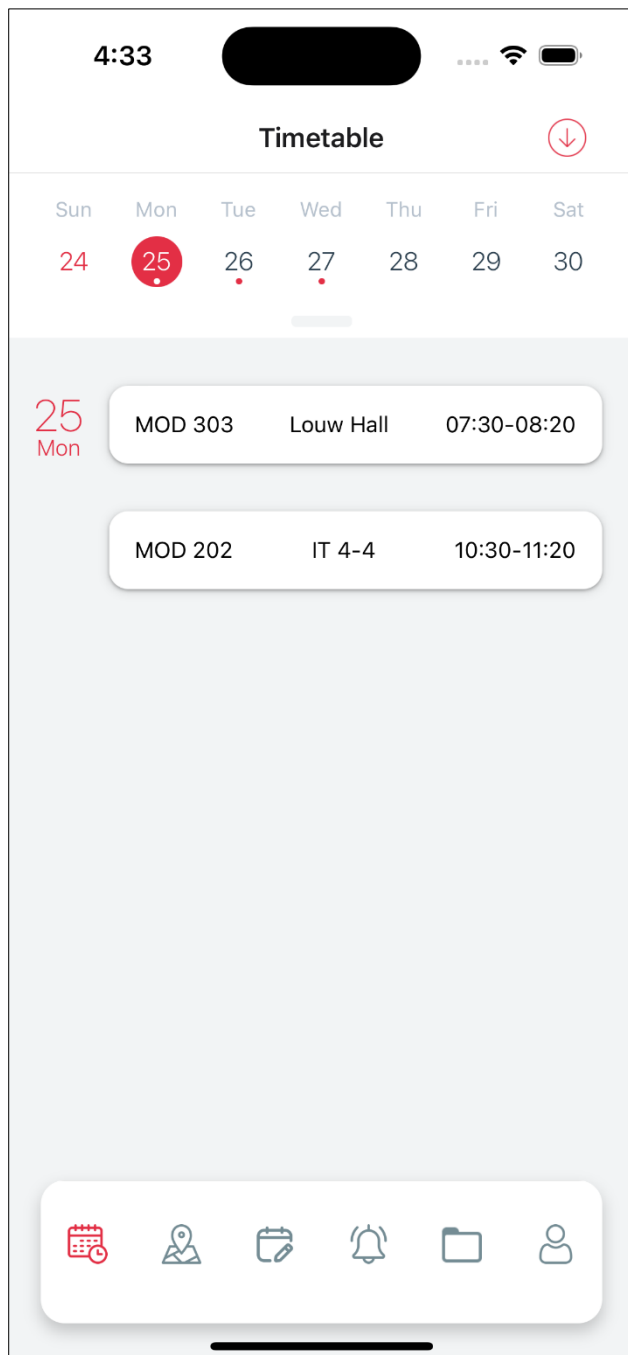 4:33
Timetable
Sun Mon Tue Wed Thu Fri Sat
24 25 26 27 28 29 30
25
Mon
MOD 303 Louw Hall 07:30-08:20
MOD 202 IT 4-4 10:30-11:20